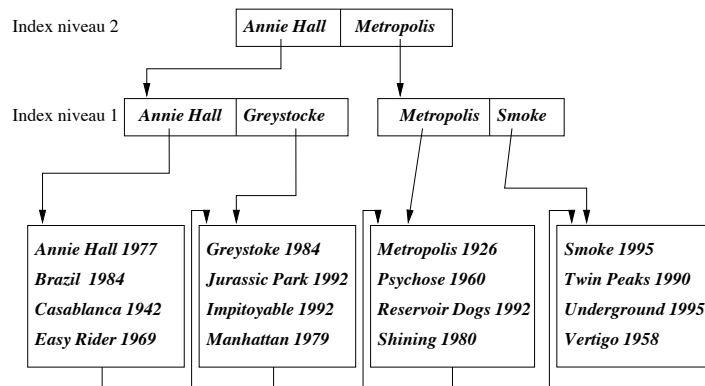 Index niveau 2
Annie Hall Metropolis
Index niveau 1
Annie Hall Greystocke
Metropolis Smoke
Annie Hall 1977
Brazil 1984
Casablanca 1942
Easy Rider 1969
Greystoke 1984
Jurassic Park 1992
Impitoyable 1992
Manhattan 1979
Metropolis 1926
Psychose 1960
Reservoir Dogs 1992
Shining 1980
Smoke 1995
Twin Peaks 1990
Underground 1995
Vertigo 1958